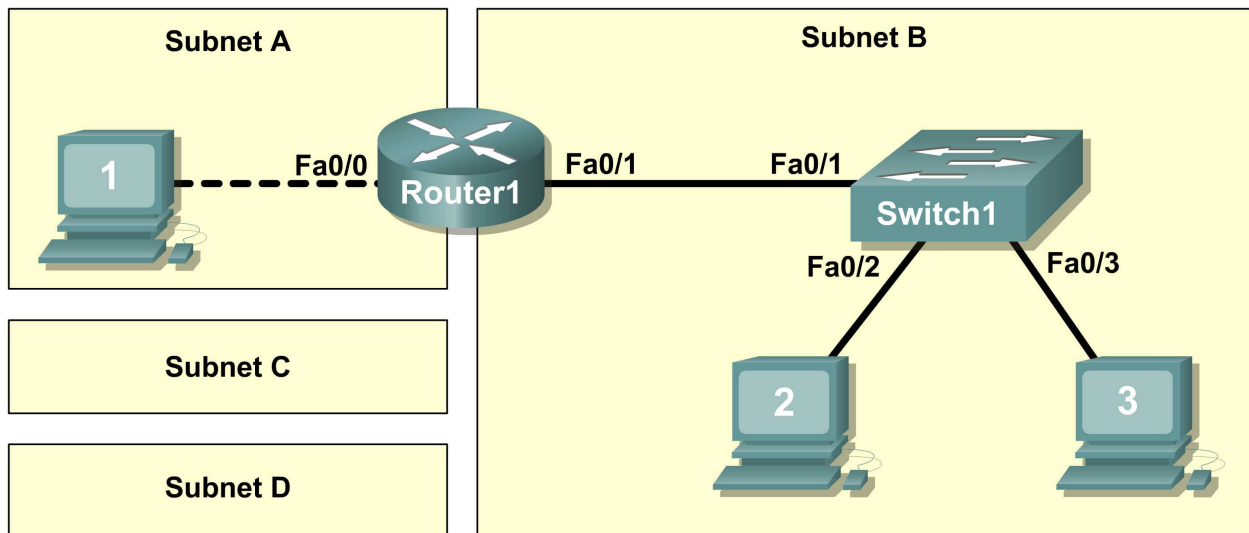 Subnet A
Subnet B
1
Fa0/0
Router1
Fa0/1
Fa0/1
Switch1
Fa0/2
Fa0/3
Subnet C
2
3
Subnet D